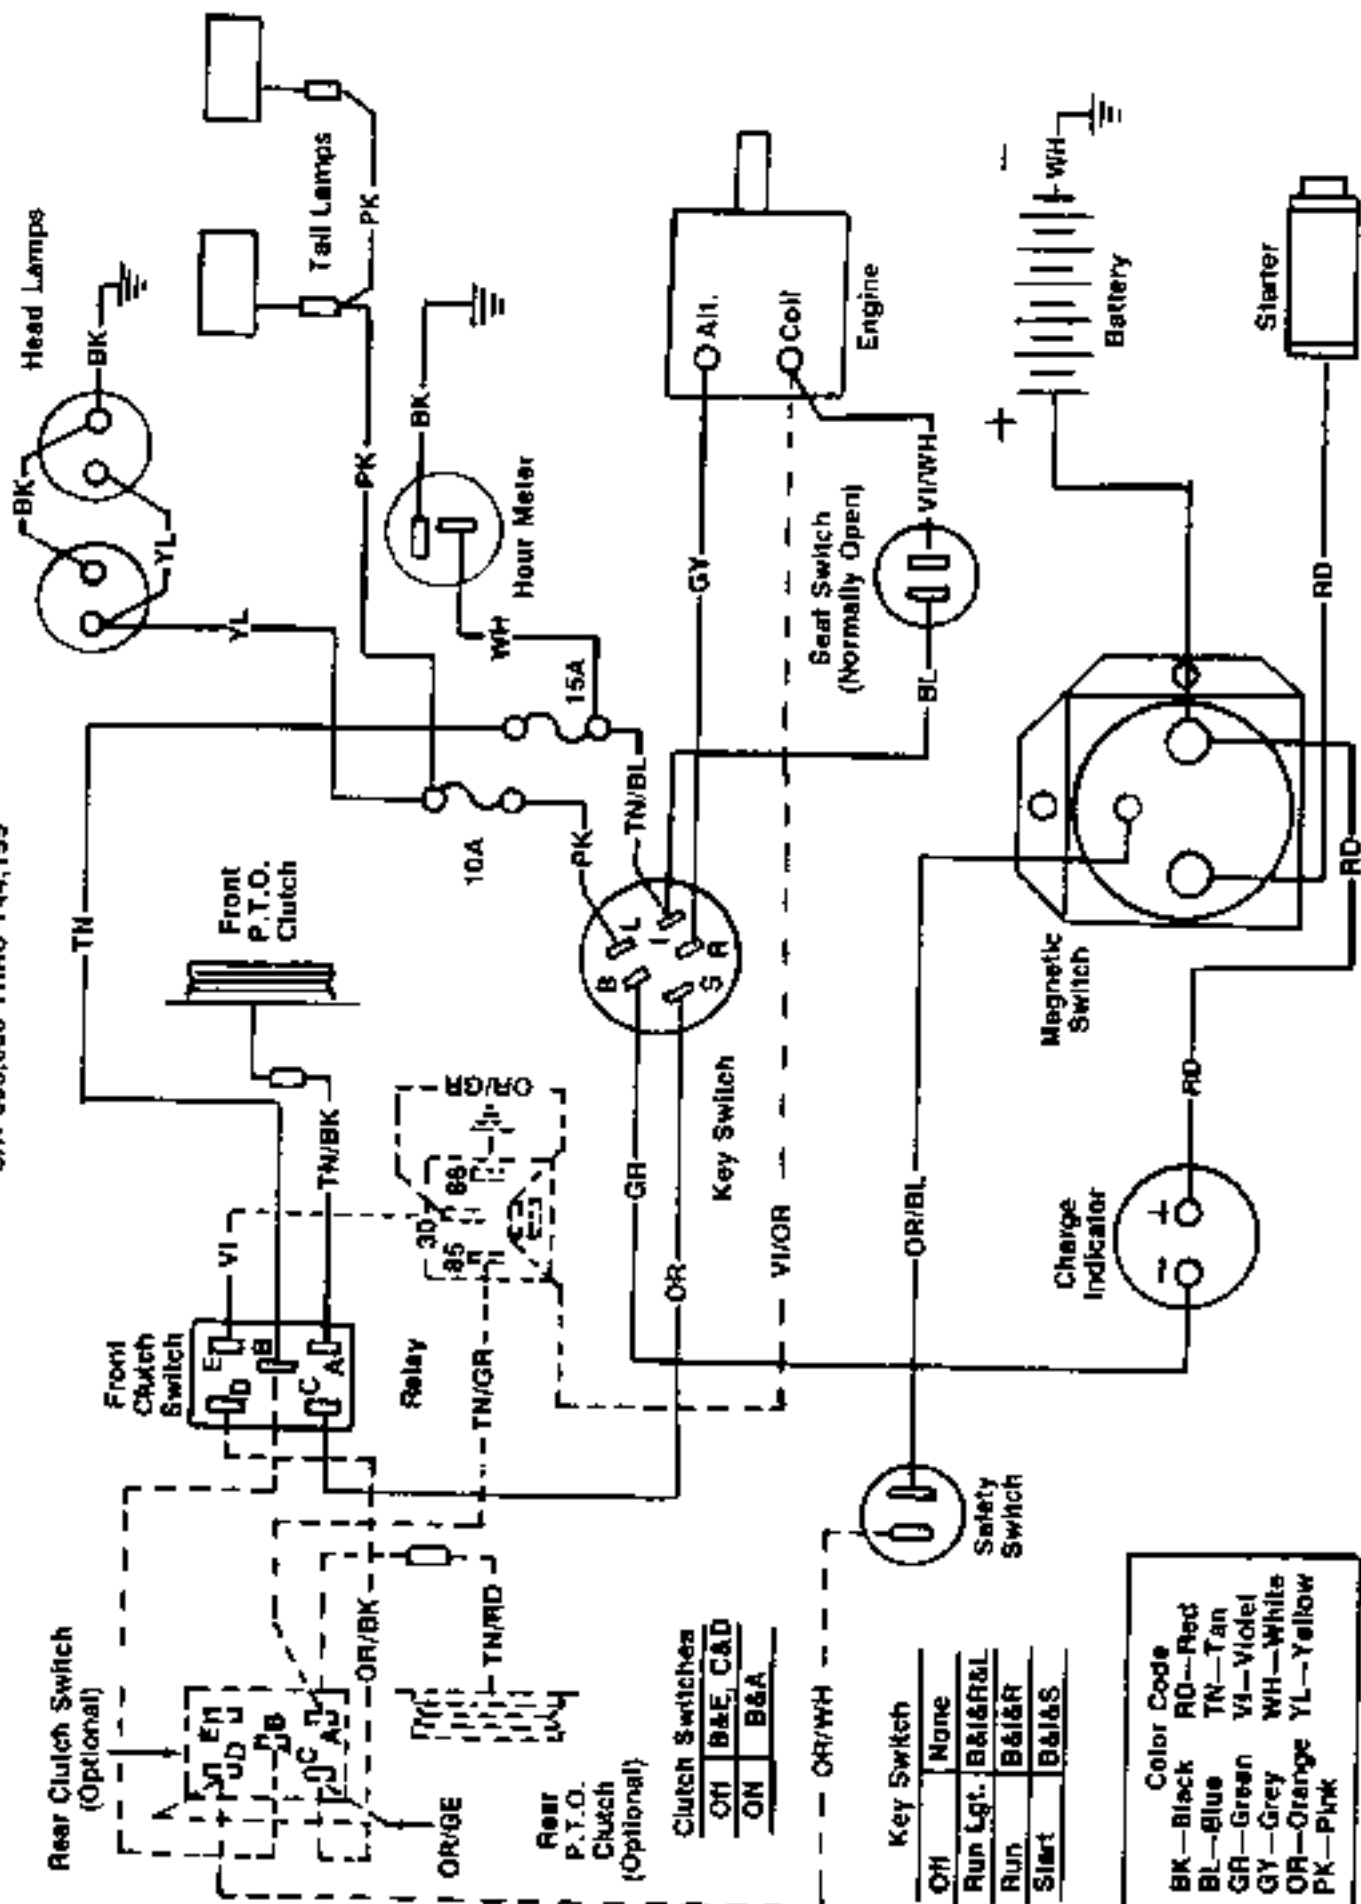 Head Lamps
BK
BK
YL
YL
Tail Lamps
PK
PK
BK
Hour Meter
WH
15A
10A
TN
Front
P.T.O.
Clutch
TN/BK
VI
Front
Clutch
Switch
E
D
B
C
A
Rear Clutch Switch
(Optional)
E
D
B
C
A
OR/GE
OR/BK
TN/RD
TN/GR
Rear
P.T.O.
Clutch
(Optional)
Relay
30
85
86
OR/GR
PK
TN/BL
B
L
I
R
S
Key Switch
GR
OR
VI/OR
GY
Alt.
Coil
Engine
VI/WH
Seat Switch
(Normally Open)
BL
+
–
WH
Battery
Starter
RD
RD
RD
Magnetic
Switch
OR/BL
Charge
Indicator
–
+
Safety
Switch
OR/WH
Clutch Switches
Off B&E, C&D
ON B&A
Key Switch
Off None
Run Lgt. B&I&R&L
Run B&I&R
Start B&I&S
Color Code
BK—Black RD—Red
BL—Blue TN—Tan
GR—Green VI—Violet
GY—Grey WH—White
OR—Orange YL—Yellow
PK—Pink